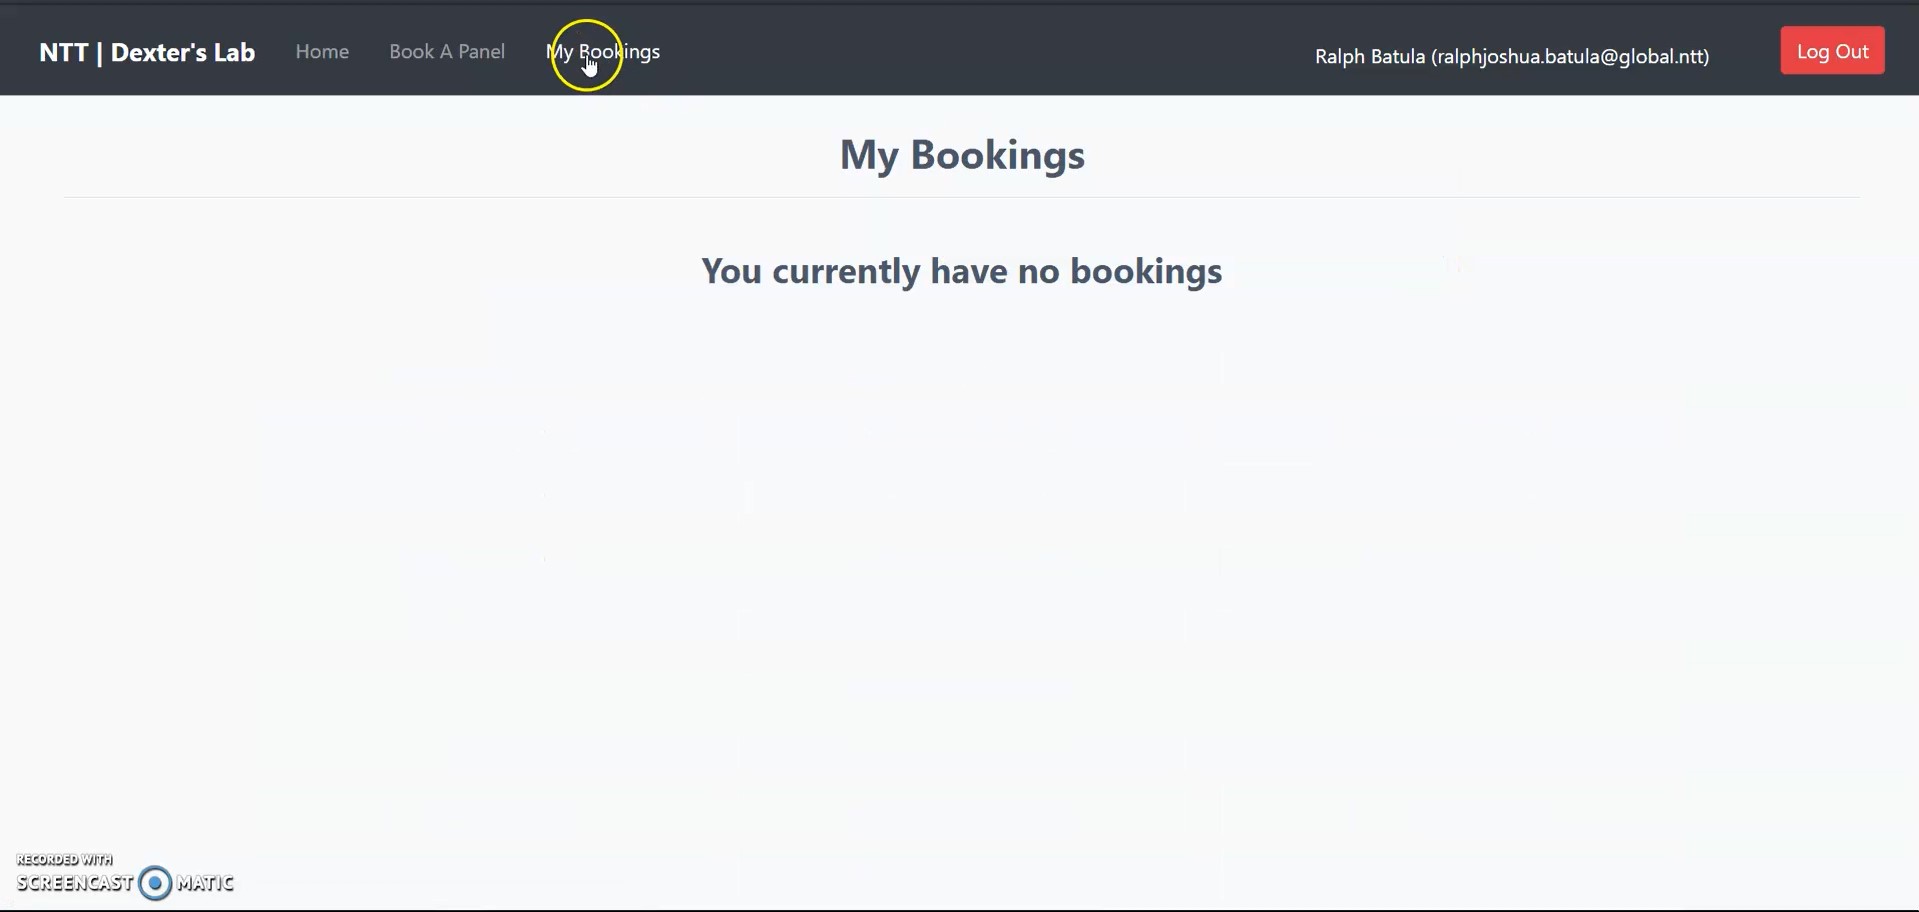 NTT | Dexter's Lab Home Book A Panel My Bookings Ralph Batula (ralphjoshua.batula@global.ntt) Log Out
My Bookings
You currently have no bookings
RECORDED WITH
SCREENCAST MATIC